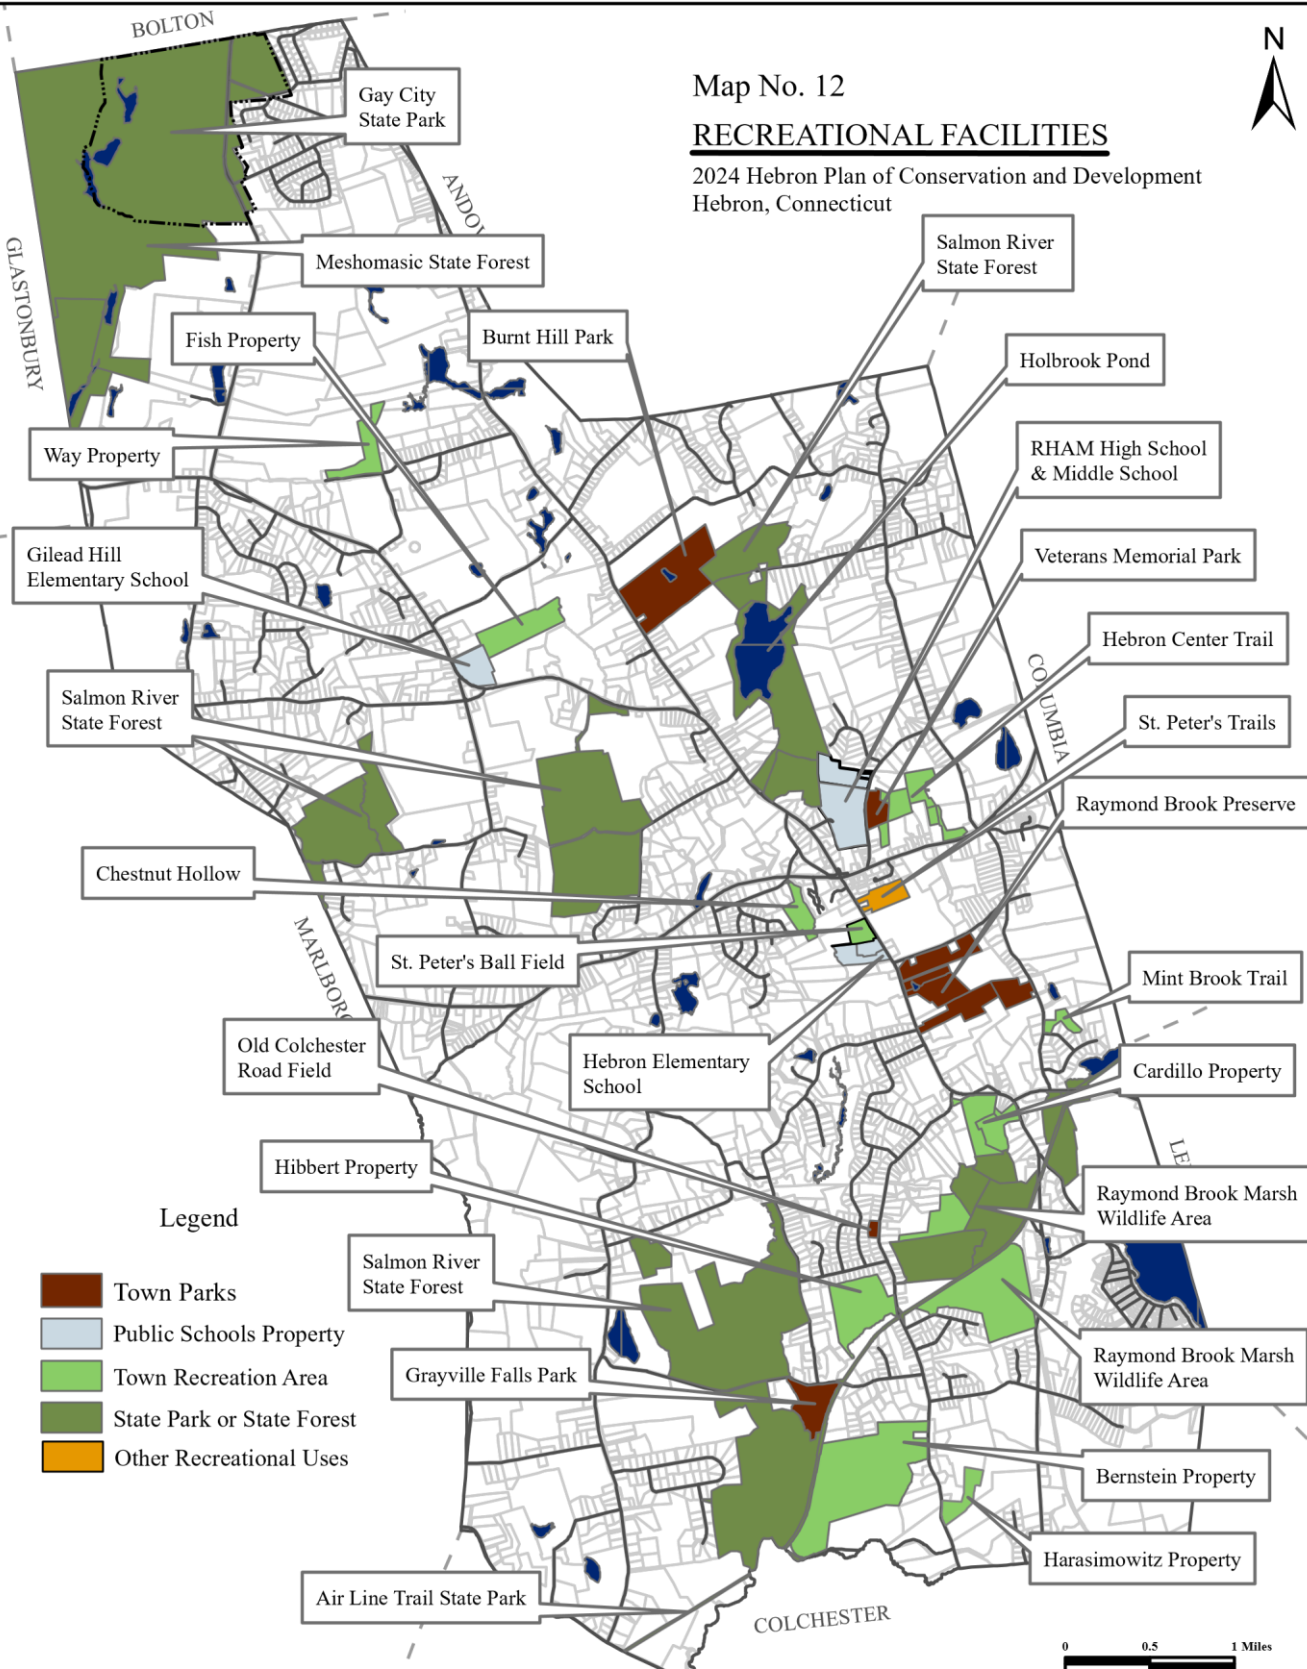 BOLTON
N
Map No. 12
RECREATIONAL FACILITIES
2024 Hebron Plan of Conservation and Development
Hebron, Connecticut
Gay City
State Park
GLASTONBURY
Meshomasic State Forest
Salmon River
State Forest
Fish Property
Burnt Hill Park
Holbrook Pond
Way Property
RHAM High School
& Middle School
Gilead Hill
Elementary School
Veterans Memorial Park
Hebron Center Trail
COLUMBIA
Salmon River
State Forest
St. Peter's Trails
Raymond Brook Preserve
Chestnut Hollow
St. Peter's Ball Field
Mint Brook Trail
Old Colchester
Road Field
Hebron Elementary
School
Cardillo Property
Hibbert Property
Raymond Brook Marsh
Wildlife Area
Legend
Town Parks
Public Schools Property
Town Recreation Area
State Park or State Forest
Other Recreational Uses
Salmon River
State Forest
Grayville Falls Park
Raymond Brook Marsh
Wildlife Area
Bernstein Property
Harasimowitz Property
Air Line Trail State Park
COLCHESTER
0 0.5 1 Miles